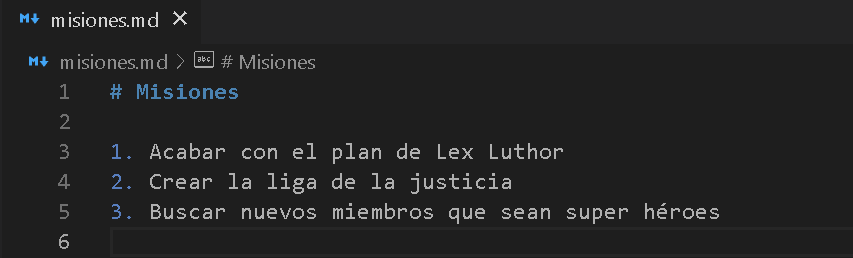 misiones.md
misiones.md > # Misiones
1 # Misiones
2
3 1. Acabar con el plan de Lex Luthor
4 2. Crear la liga de la justicia
5 3. Buscar nuevos miembros que sean super héroes
6